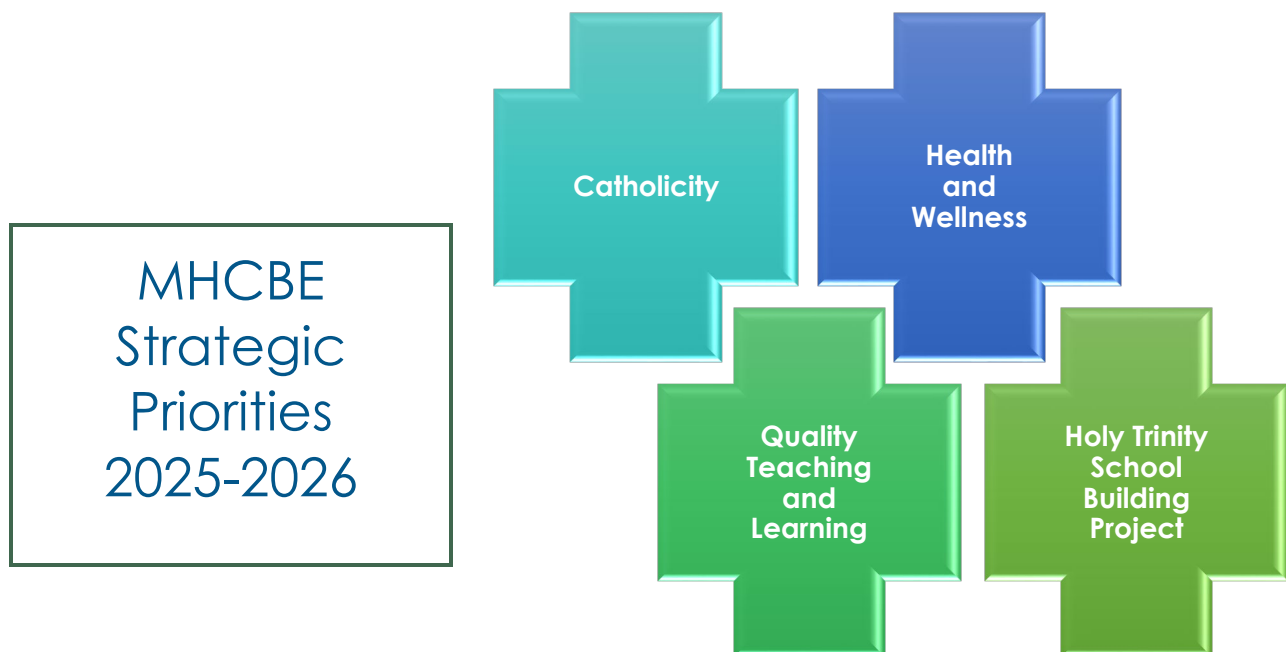 MHCBE
Strategic
Priorities
2025-2026
Catholicity
Health
and
Wellness
Quality
Teaching
and
Learning
Holy Trinity
School
Building
Project